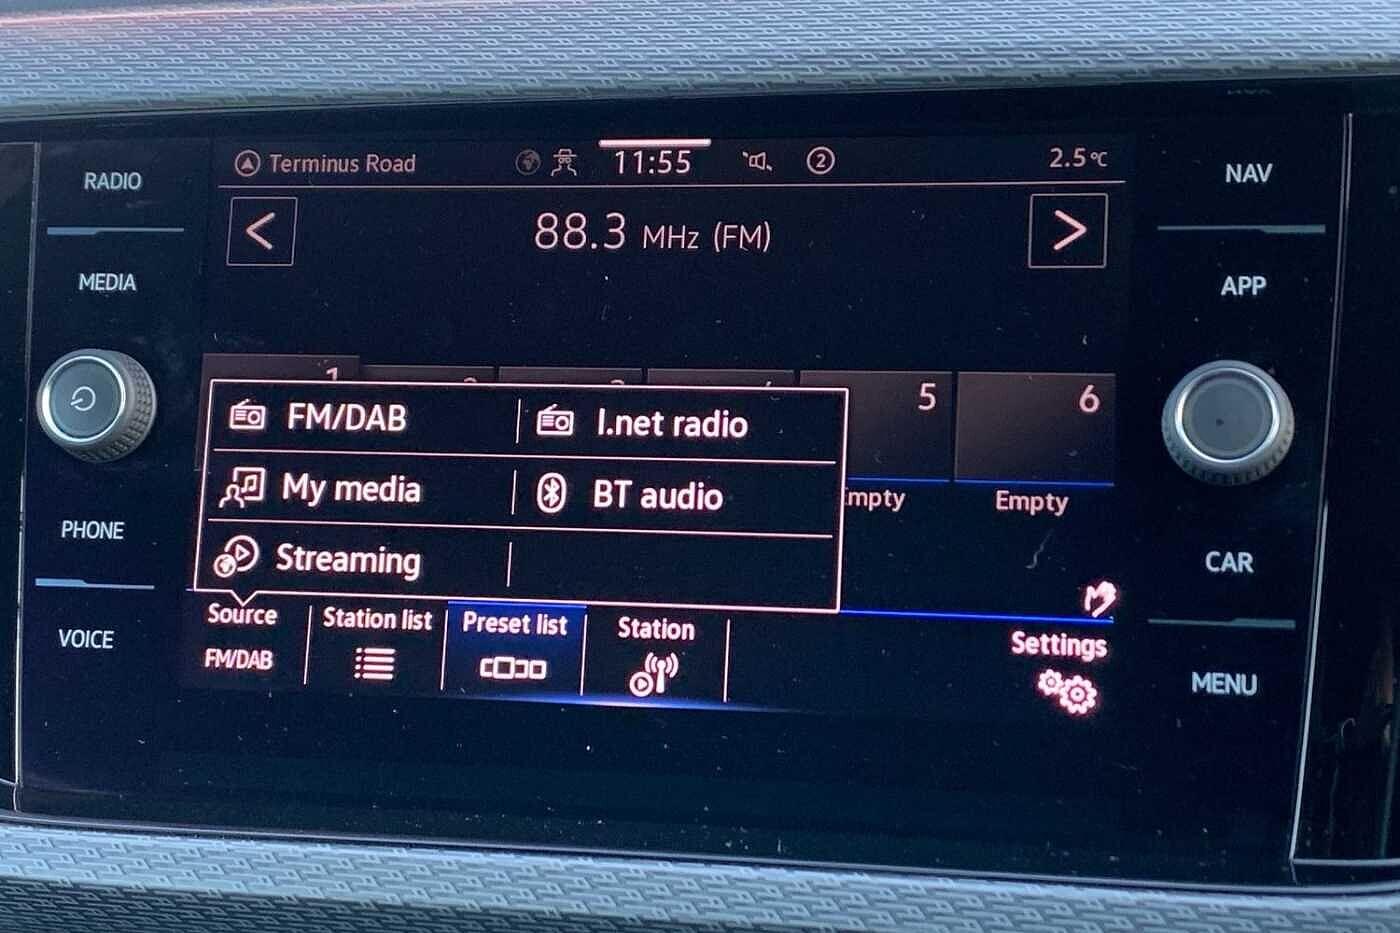 RADIO
MEDIA
PHONE
VOICE
Terminus Road
11:55
2
2.5°C
<
88.3 MHz (FM)
>
1
5
6
FM/DAB
I.net radio
My media
BT audio
Streaming
Empty
Source
FM/DAB
Station list
Preset list
Station
Settings
NAV
APP
CAR
MENU